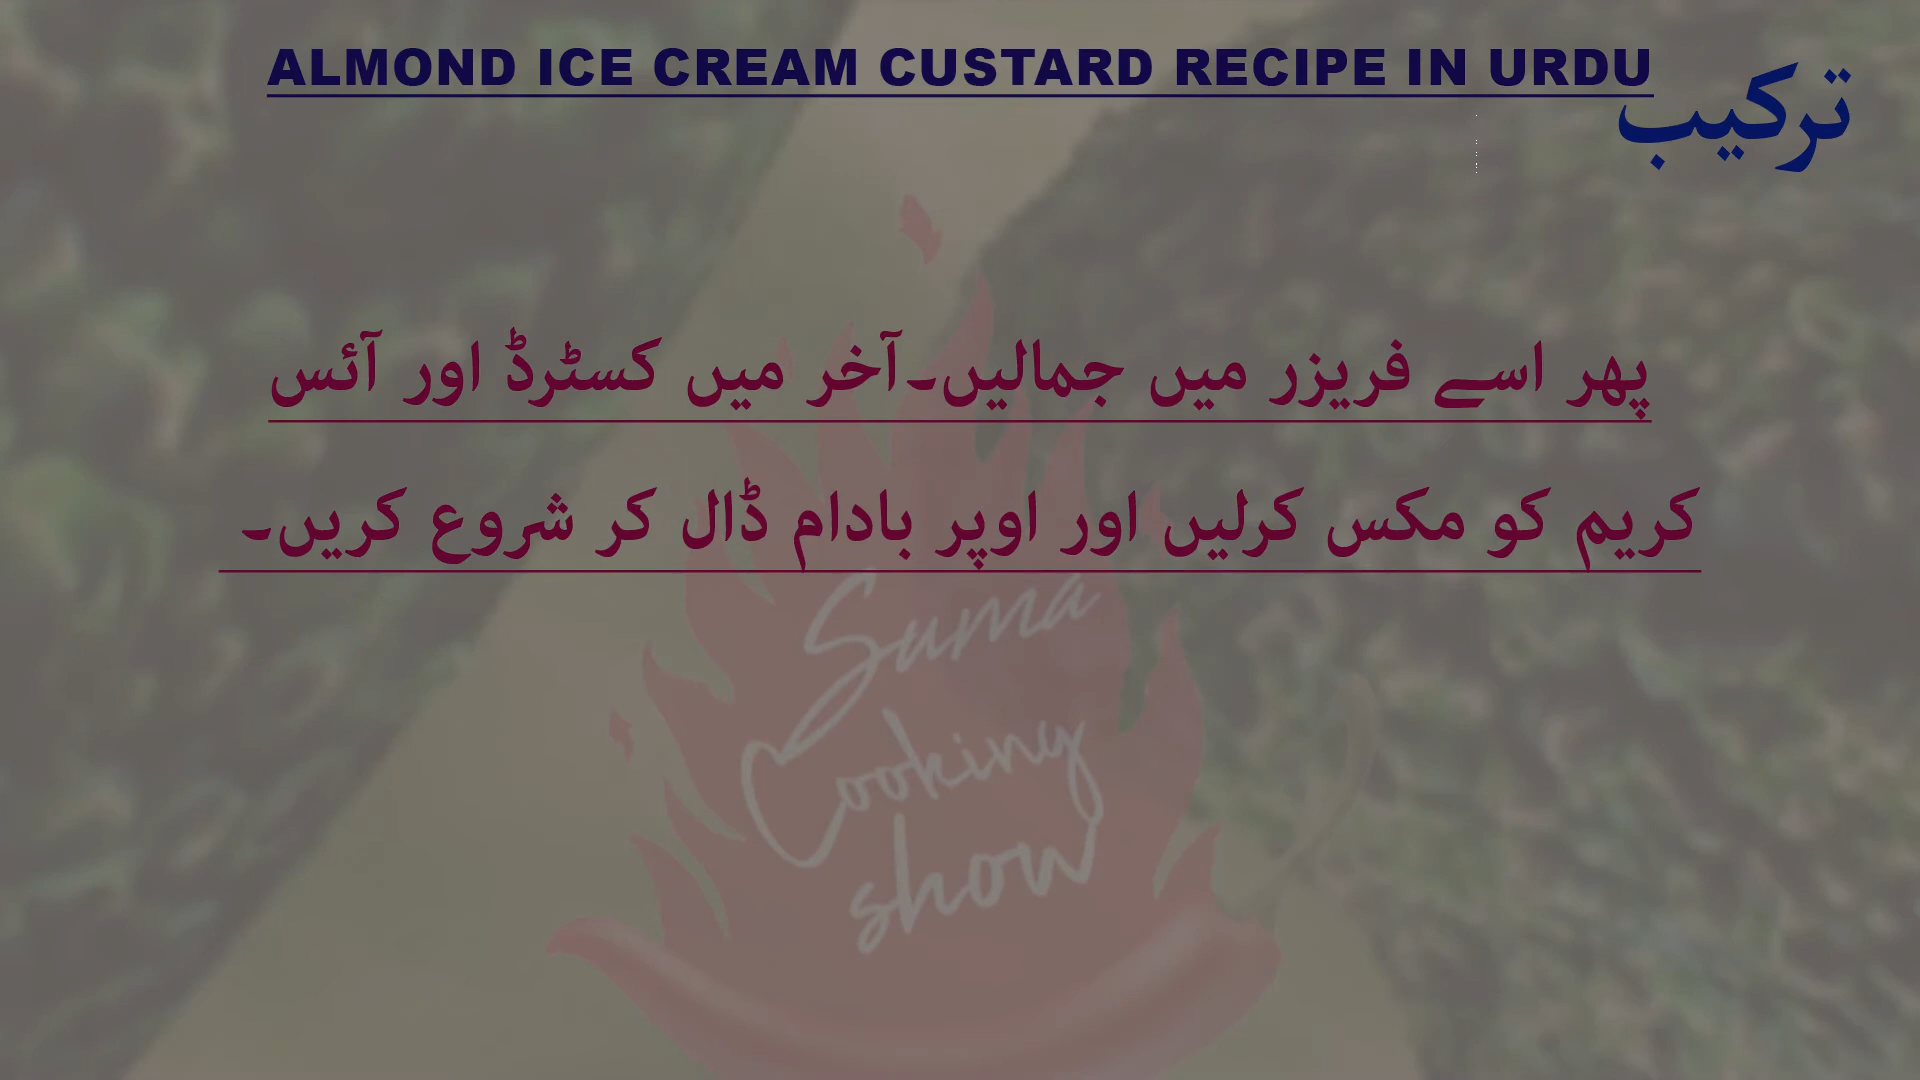 ALMOND ICE CREAM CUSTARD RECIPE IN URDU
ترکیب
پھر اسے فریزر میں جمالیں۔آخر میں کسٹرڈ اور آئس
کریم کو مکس کرلیں اور اوپر بادام ڈال کر شروع کریں۔
Suma
Cooking
show